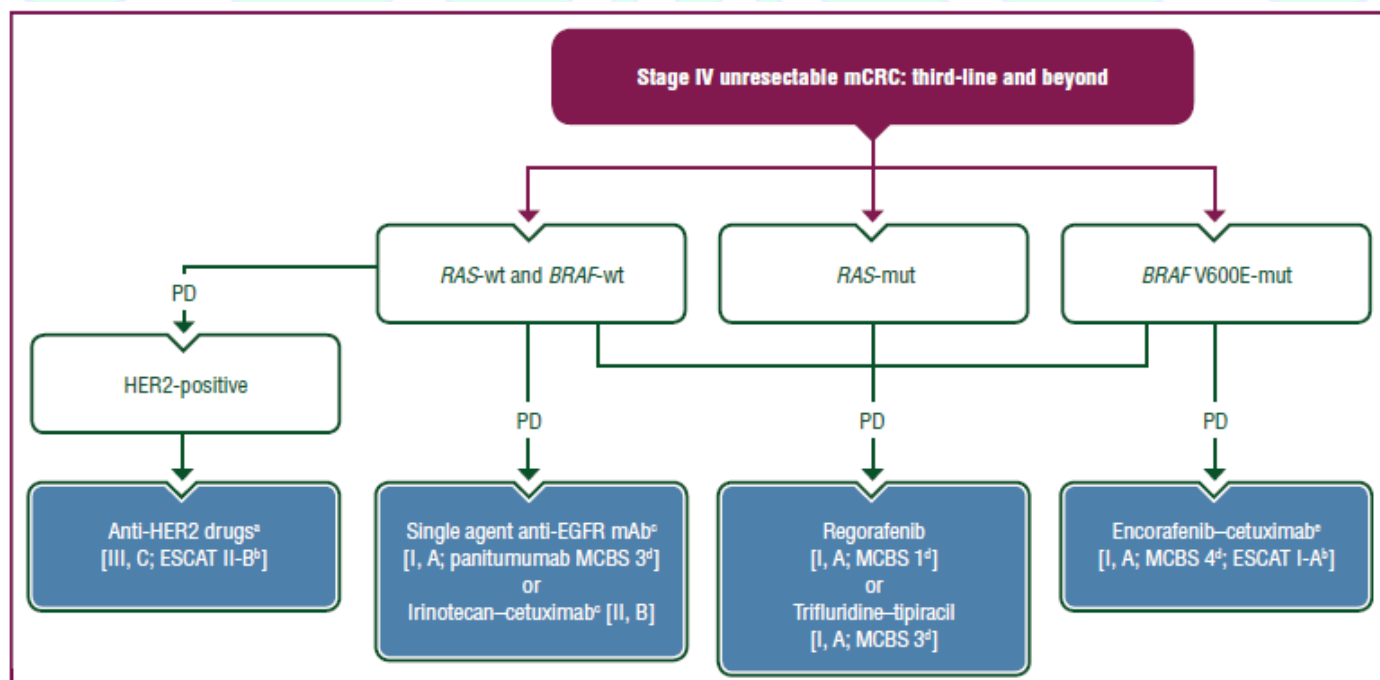 Stage IV unresectable mCRC: third-line and beyond
RAS-wt and BRAF-wt
RAS-mut
BRAF V600E-mut
PD
HER2-positive
PD
PD
PD
Anti-HER2 drugsᵃ
[III, C; ESCAT II-Bᵇ]
Single agent anti-EGFR mAbᶜ
[I, A; panitumumab MCBS 3ᵈ]
or
Irinotecan–cetuximabᶜ [II, B]
Regorafenib
[I, A; MCBS 1ᵈ]
or
Trifluridine–tipiracil
[I, A; MCBS 3ᵈ]
Encorafenib–cetuximabᵉ
[I, A; MCBS 4ᵈ; ESCAT I-Aᵇ]